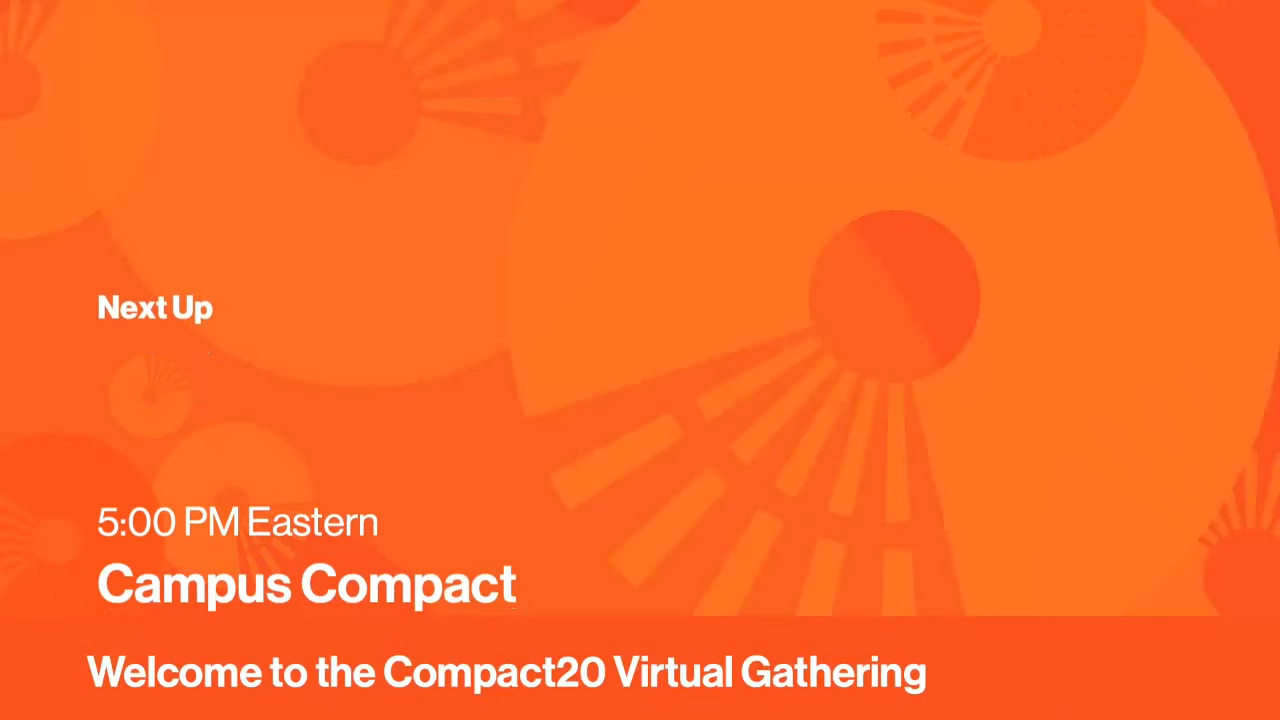 Next Up
5:00 PM Eastern
Campus Compact
Welcome to the Compact20 Virtual Gathering